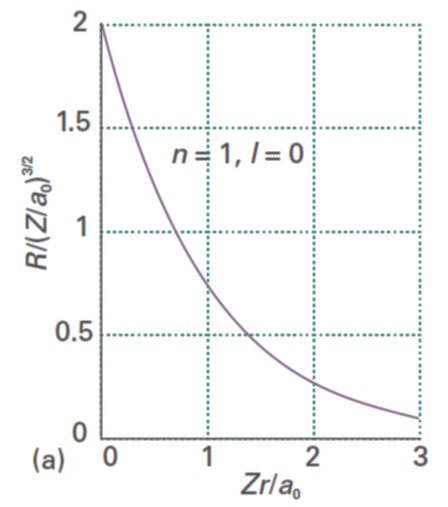 2
1.5
n = 1, l = 0
R/(Z/a₀)³/²
1
0.5
0
(a) 0 1 2 3
Zr/a₀